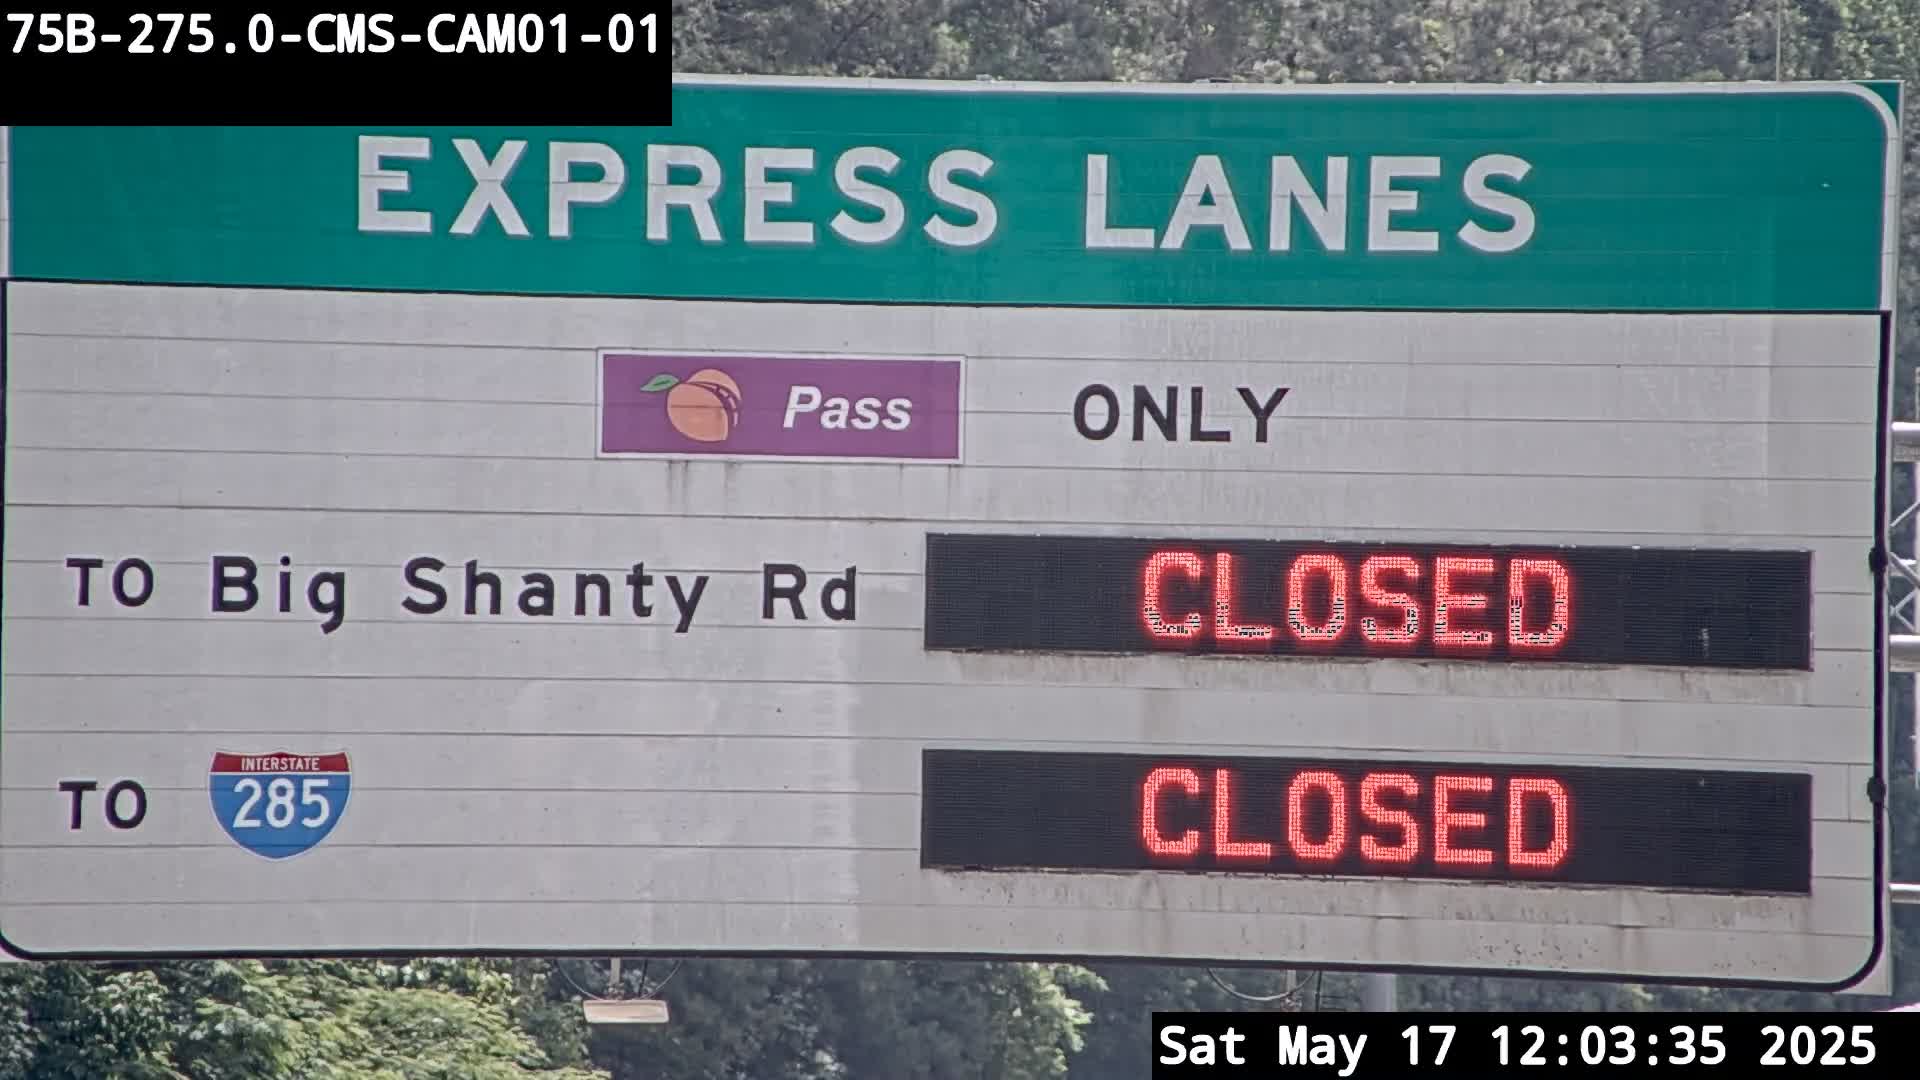 75B-275.0-CMS-CAM01-01
EXPRESS LANES
Pass ONLY
TO Big Shanty Rd CLOSED
TO INTERSTATE 285 CLOSED
Sat May 17 12:03:35 2025